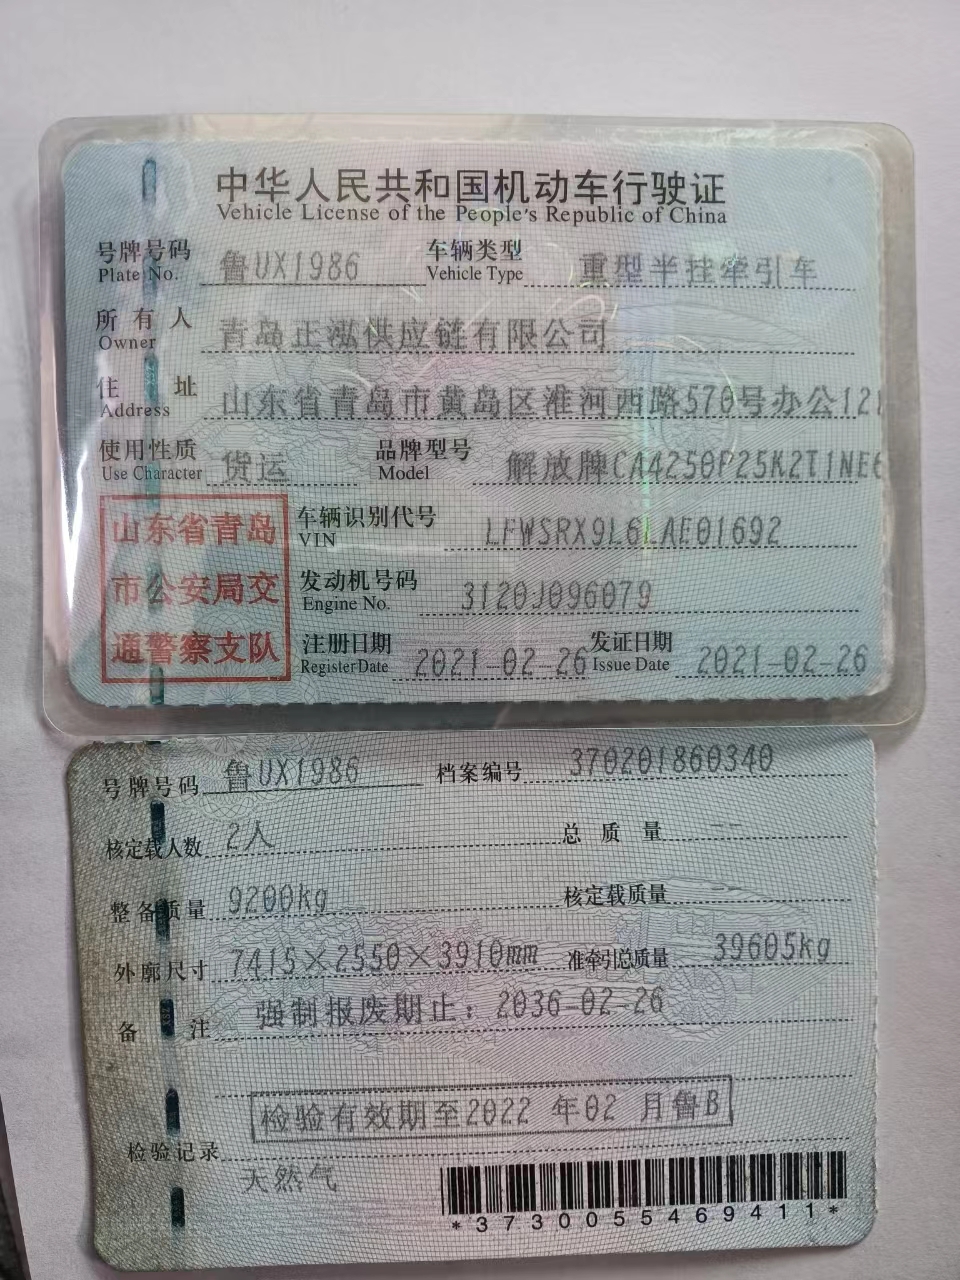 中华人民共和国机动车行驶证
Vehicle License of the People's Republic of China
号牌号码 鲁UX1986 车辆类型 重型半挂牵引车
Plate No. Vehicle Type
所有人 青岛正泓供应链有限公司
Owner
住址 山东省青岛市黄岛区淮河西路570号办公121
Address
使用性质 货运 品牌型号 解放牌CA4250P25K2T1NE6
Use Character Model
山东省青岛
市公安局交
通警察支队
车辆识别代号 LFWSRX9L6LAE01692
VIN
发动机号码 3120J096079
Engine No.
注册日期 2021-02-26 发证日期 2021-02-26
Register Date Issue Date
号牌号码 鲁UX1986 档案编号 370201860340
核定载人数 2人 总质量 --
整备质量 9200kg 核定载质量 --
外廓尺寸 7415×2550×3910mm 准牵引总质量 39605kg
备注 强制报废期止：2036-02-26
检验有效期至2022 年02 月鲁B
检验记录
天然气
*3730055469411*